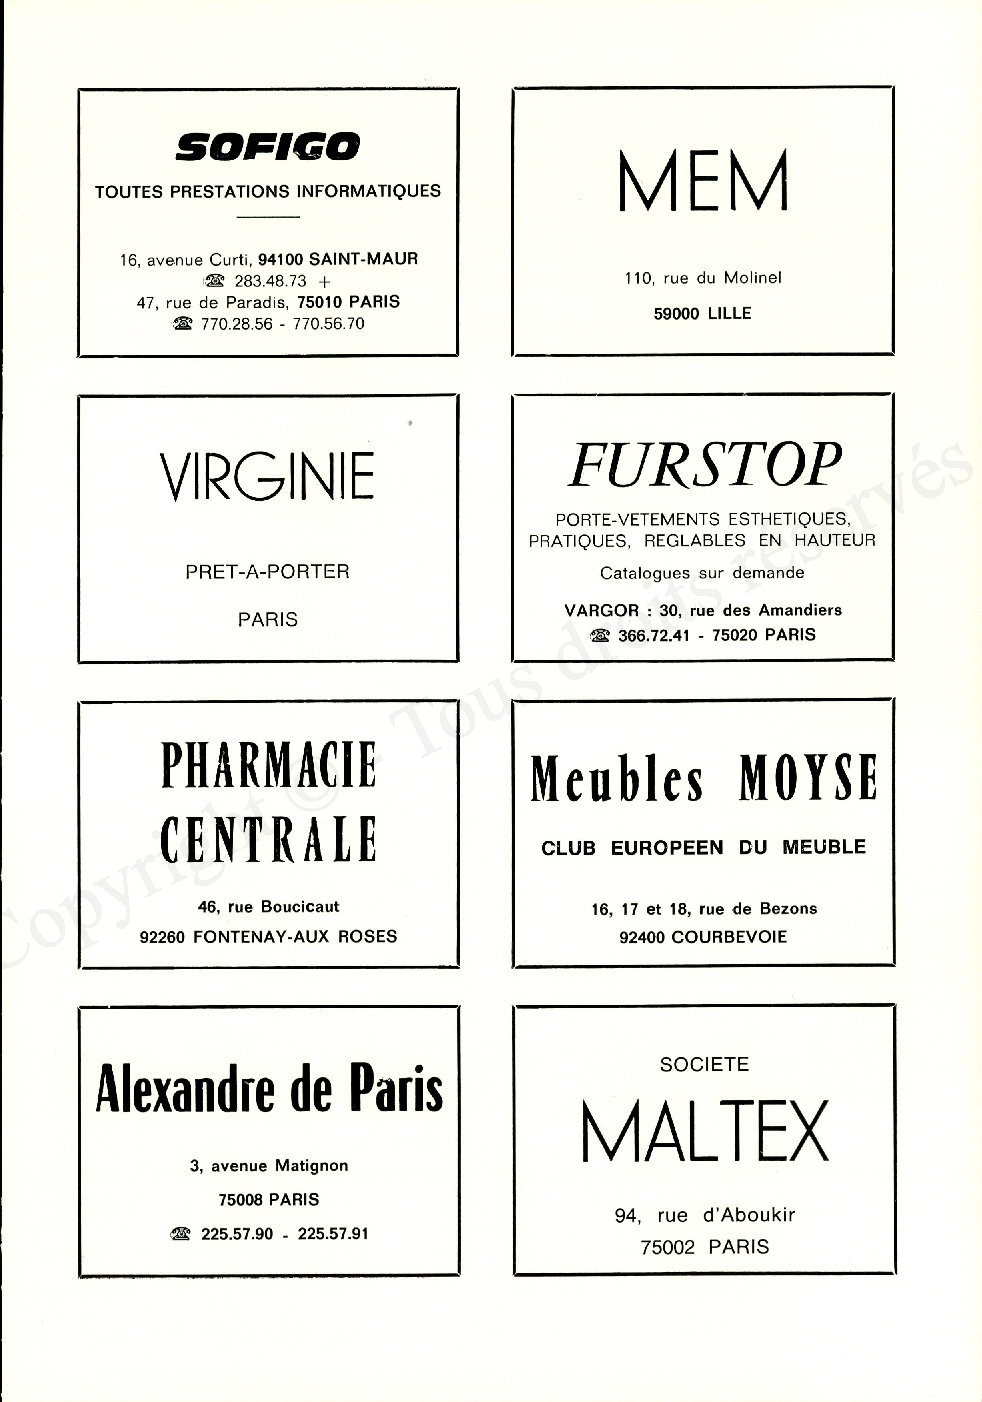 SOFIGO
TOUTES PRESTATIONS INFORMATIQUES
16, avenue Curti, 94100 SAINT-MAUR
☎ 283.48.73 +
47, rue de Paradis, 75010 PARIS
☎ 770.28.56 - 770.56.70
MEM
110, rue du Molinel
59000 LILLE
VIRGINIE
PRET-A-PORTER
PARIS
FURSTOP
PORTE-VETEMENTS ESTHETIQUES,
PRATIQUES, REGLABLES EN HAUTEUR
Catalogues sur demande
VARGOR : 30, rue des Amandiers
☎ 366.72.41 - 75020 PARIS
PHARMACIE
CENTRALE
46, rue Boucicaut
92260 FONTENAY-AUX ROSES
Meubles MOYSE
CLUB EUROPEEN DU MEUBLE
16, 17 et 18, rue de Bezons
92400 COURBEVOIE
Alexandre de Paris
3, avenue Matignon
75008 PARIS
☎ 225.57.90 - 225.57.91
SOCIETE
MALTEX
94, rue d'Aboukir
75002 PARIS
Copyright © - Tous droits réservés